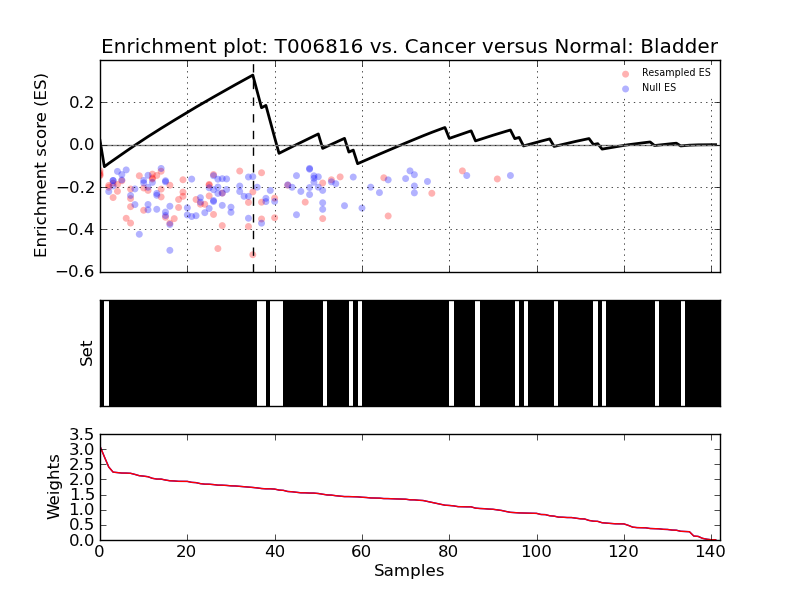 Enrichment plot: T006816 vs. Cancer versus Normal: Bladder
Enrichment score (ES)
0.2
0.0
−0.2
−0.4
−0.6
Resampled ES
Null ES
Set
Weights
3.5
3.0
2.5
2.0
1.5
1.0
0.5
0.0
0 20 40 60 80 100 120 140
Samples